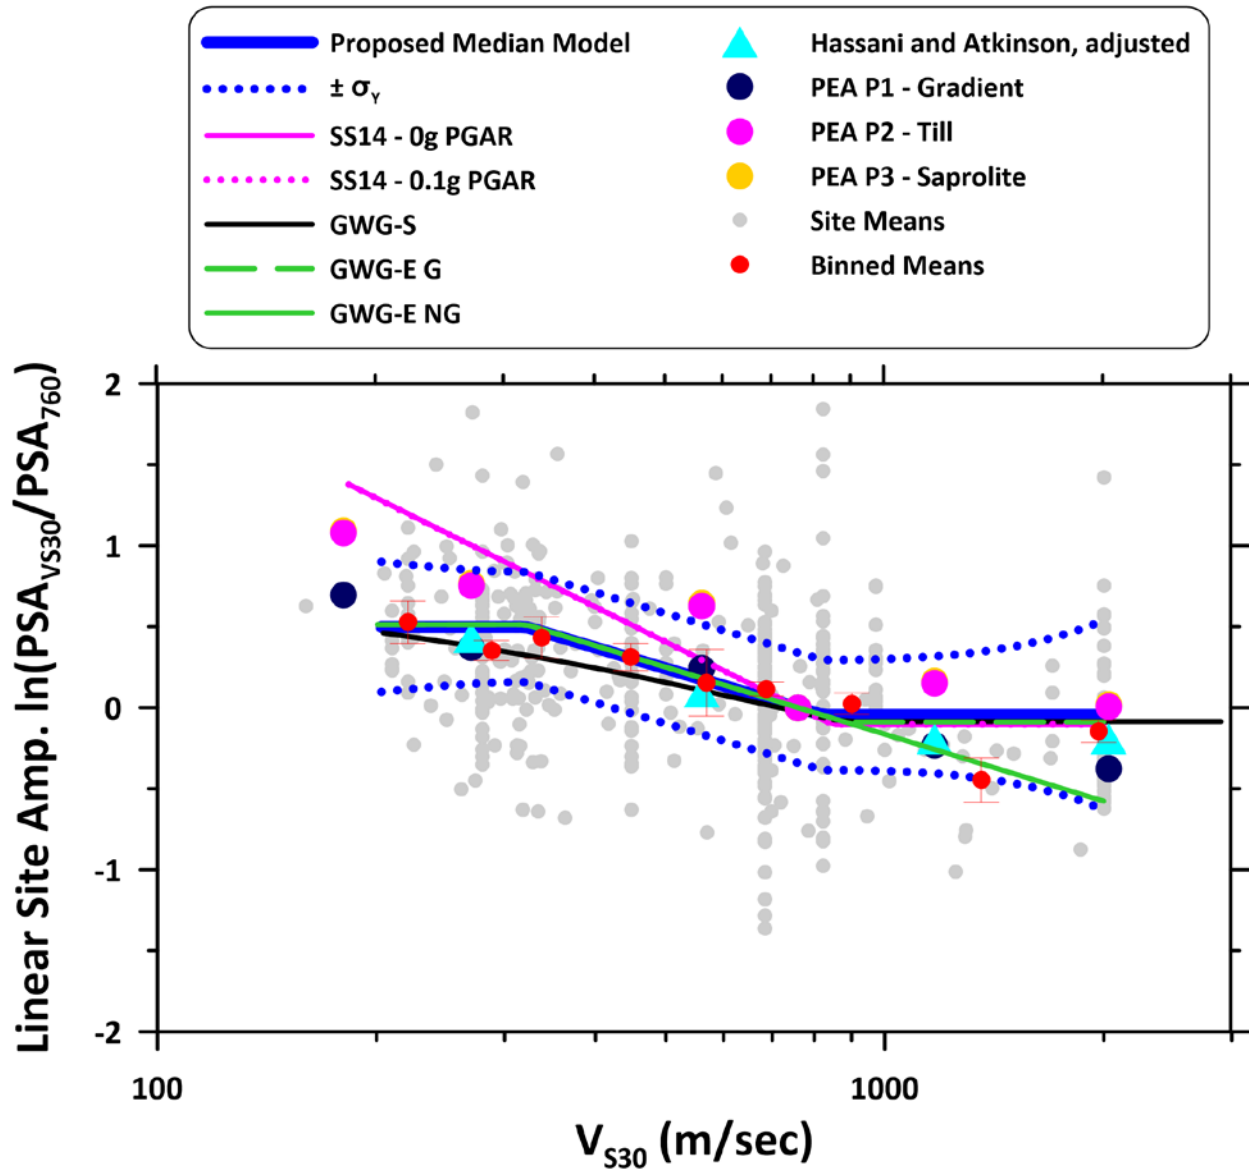 Proposed Median Model
± σY
SS14 - 0g PGAR
SS14 - 0.1g PGAR
GWG-S
GWG-E G
GWG-E NG
Hassani and Atkinson, adjusted
PEA P1 - Gradient
PEA P2 - Till
PEA P3 - Saprolite
Site Means
Binned Means
Linear Site Amp. ln(PSAVS30/PSA760)
2
1
0
-1
-2
100
1000
VS30 (m/sec)